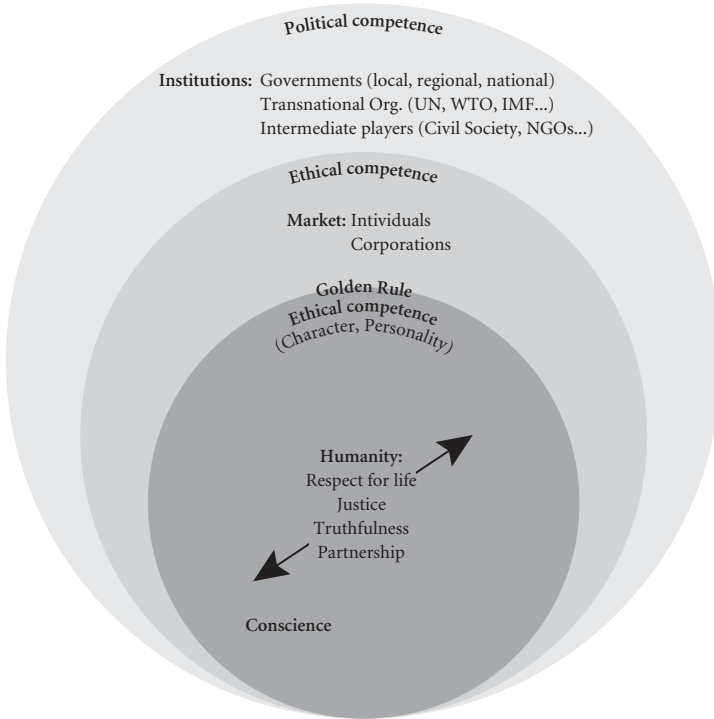 Political competence
Institutions: Governments (local, regional, national)
Transnational Org. (UN, WTO, IMF...)
Intermediate players (Civil Society, NGOs...)
Ethical competence
Market: Intividuals
Corporations
Golden Rule
Ethical competence
(Character, Personality)
Humanity:
Respect for life
Justice
Truthfulness
Partnership
Conscience